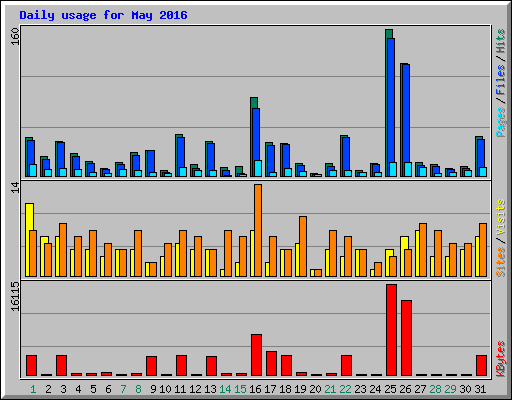 Daily usage for May 2016
160
Pages / Files / Hits
14
Sites / Visits
16115
KBytes
1 2 3 4 5 6 7 8 9 10 11 12 13 14 15 16 17 18 19 20 21 22 23 24 25 26 27 28 29 30 31